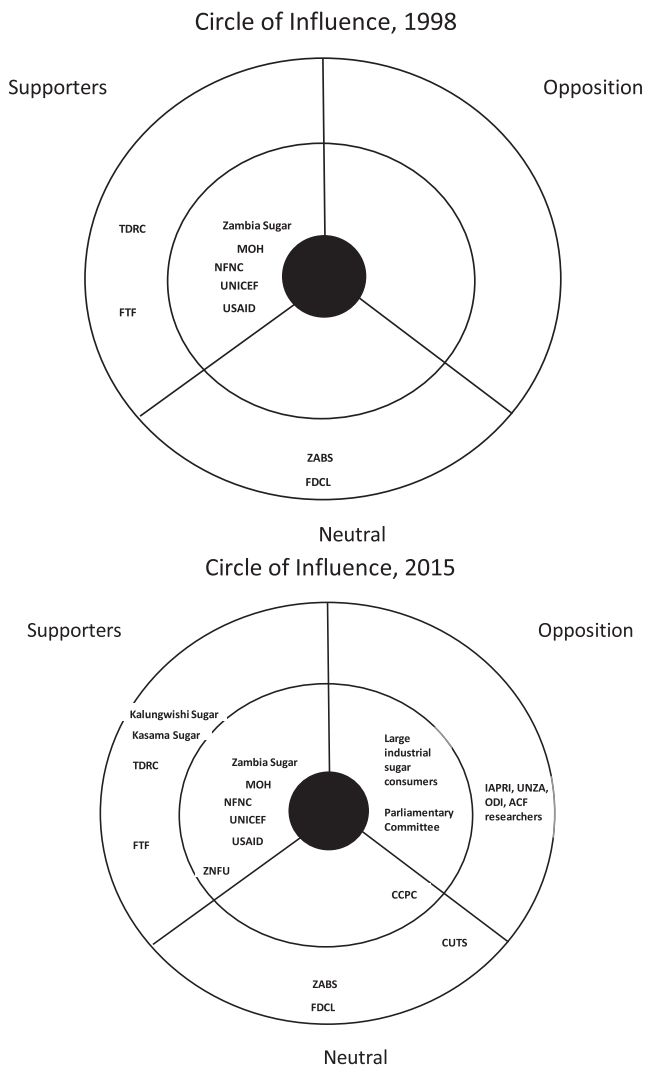 Circle of Influence, 1998
Supporters
Opposition
TDRC
Zambia Sugar
MOH
NFNC
UNICEF
USAID
FTF
ZABS
FDCL
Neutral
Circle of Influence, 2015
Supporters
Opposition
Kalungwishi Sugar
Kasama Sugar
TDRC
FTF
Zambia Sugar
MOH
NFNC
UNICEF
USAID
ZNFU
Large
industrial
sugar
consumers
Parliamentary
Committee
IAPRI, UNZA,
ODI, ACF
researchers
CCPC
CUTS
ZABS
FDCL
Neutral